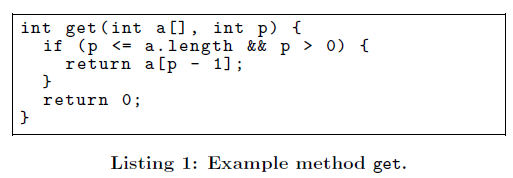 int get(int a[], int p) {
  if (p <= a.length && p > 0) {
    return a[p - 1];
  }
  return 0;
}
Listing 1: Example method get.